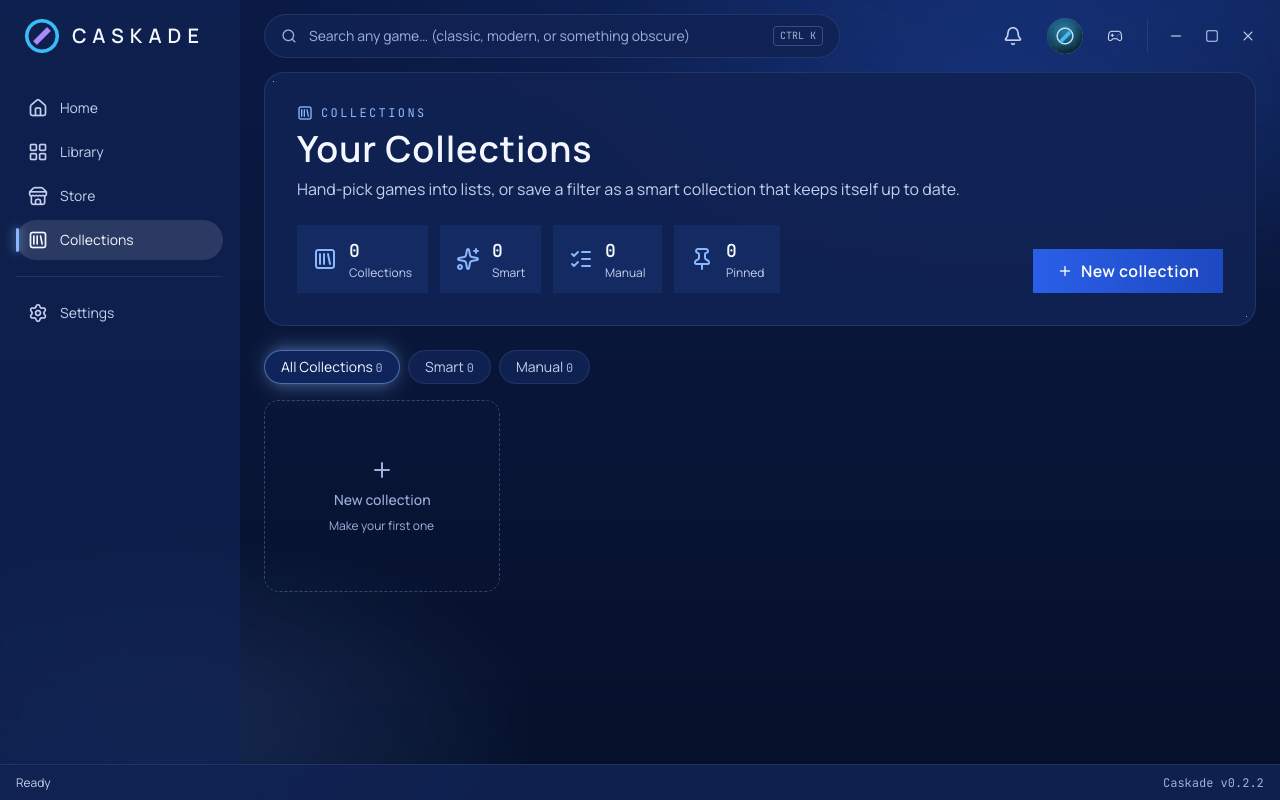 CASKADE
Search any game... (classic, modern, or something obscure)
CTRL K
Home
Library
Store
Collections
Settings
COLLECTIONS
Your Collections
Hand-pick games into lists, or save a filter as a smart collection that keeps itself up to date.
0
Collections
0
Smart
0
Manual
0
Pinned
New collection
All Collections 0
Smart 0
Manual 0
New collection
Make your first one
Ready
Caskade v0.2.2